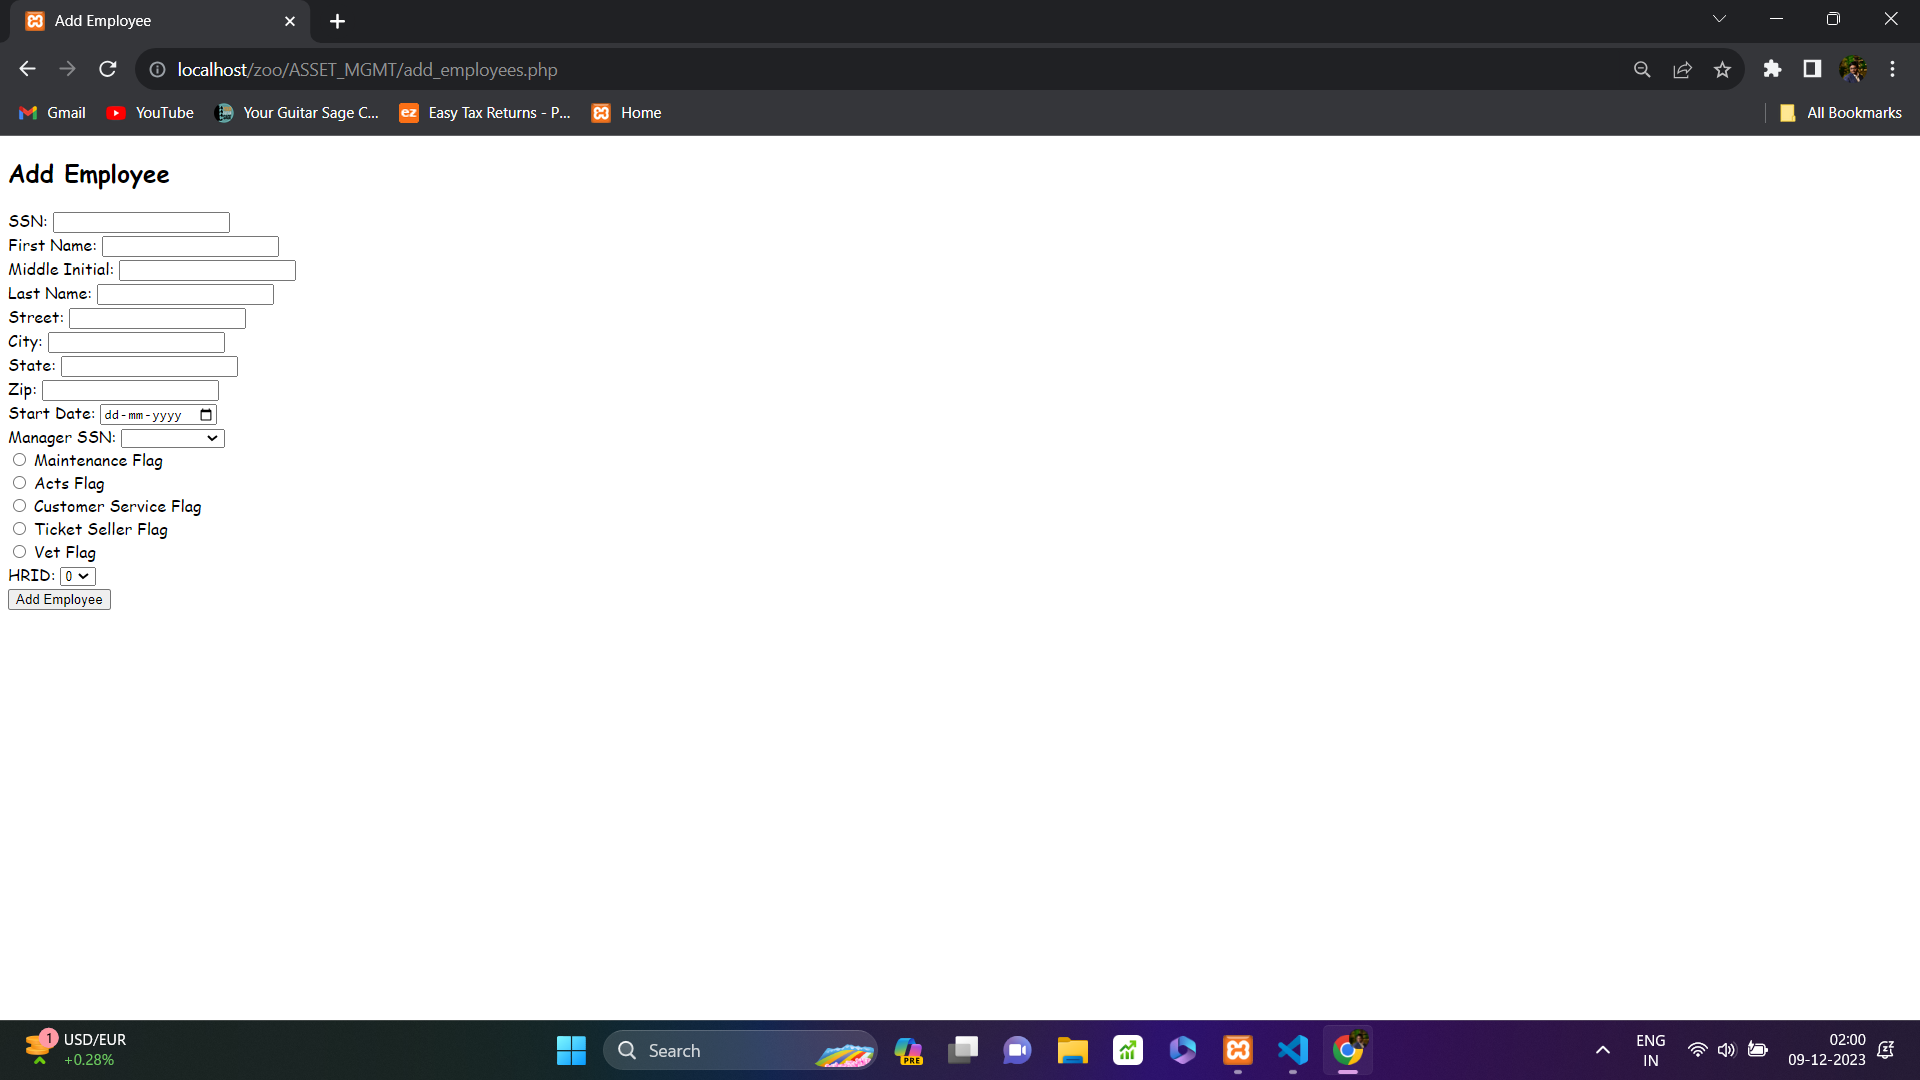 Add Employee
localhost/zoo/ASSET_MGMT/add_employees.php
Gmail YouTube Your Guitar Sage C... ez Easy Tax Returns - P... Home All Bookmarks
Add Employee
SSN:
First Name:
Middle Initial:
Last Name:
Street:
City:
State:
Zip:
Start Date: dd-mm-yyyy
Manager SSN:
Maintenance Flag
Acts Flag
Customer Service Flag
Ticket Seller Flag
Vet Flag
HRID: 0
Add Employee
1 USD/EUR
+0.28%
Search
PRE
ENG
IN
02:00
09-12-2023